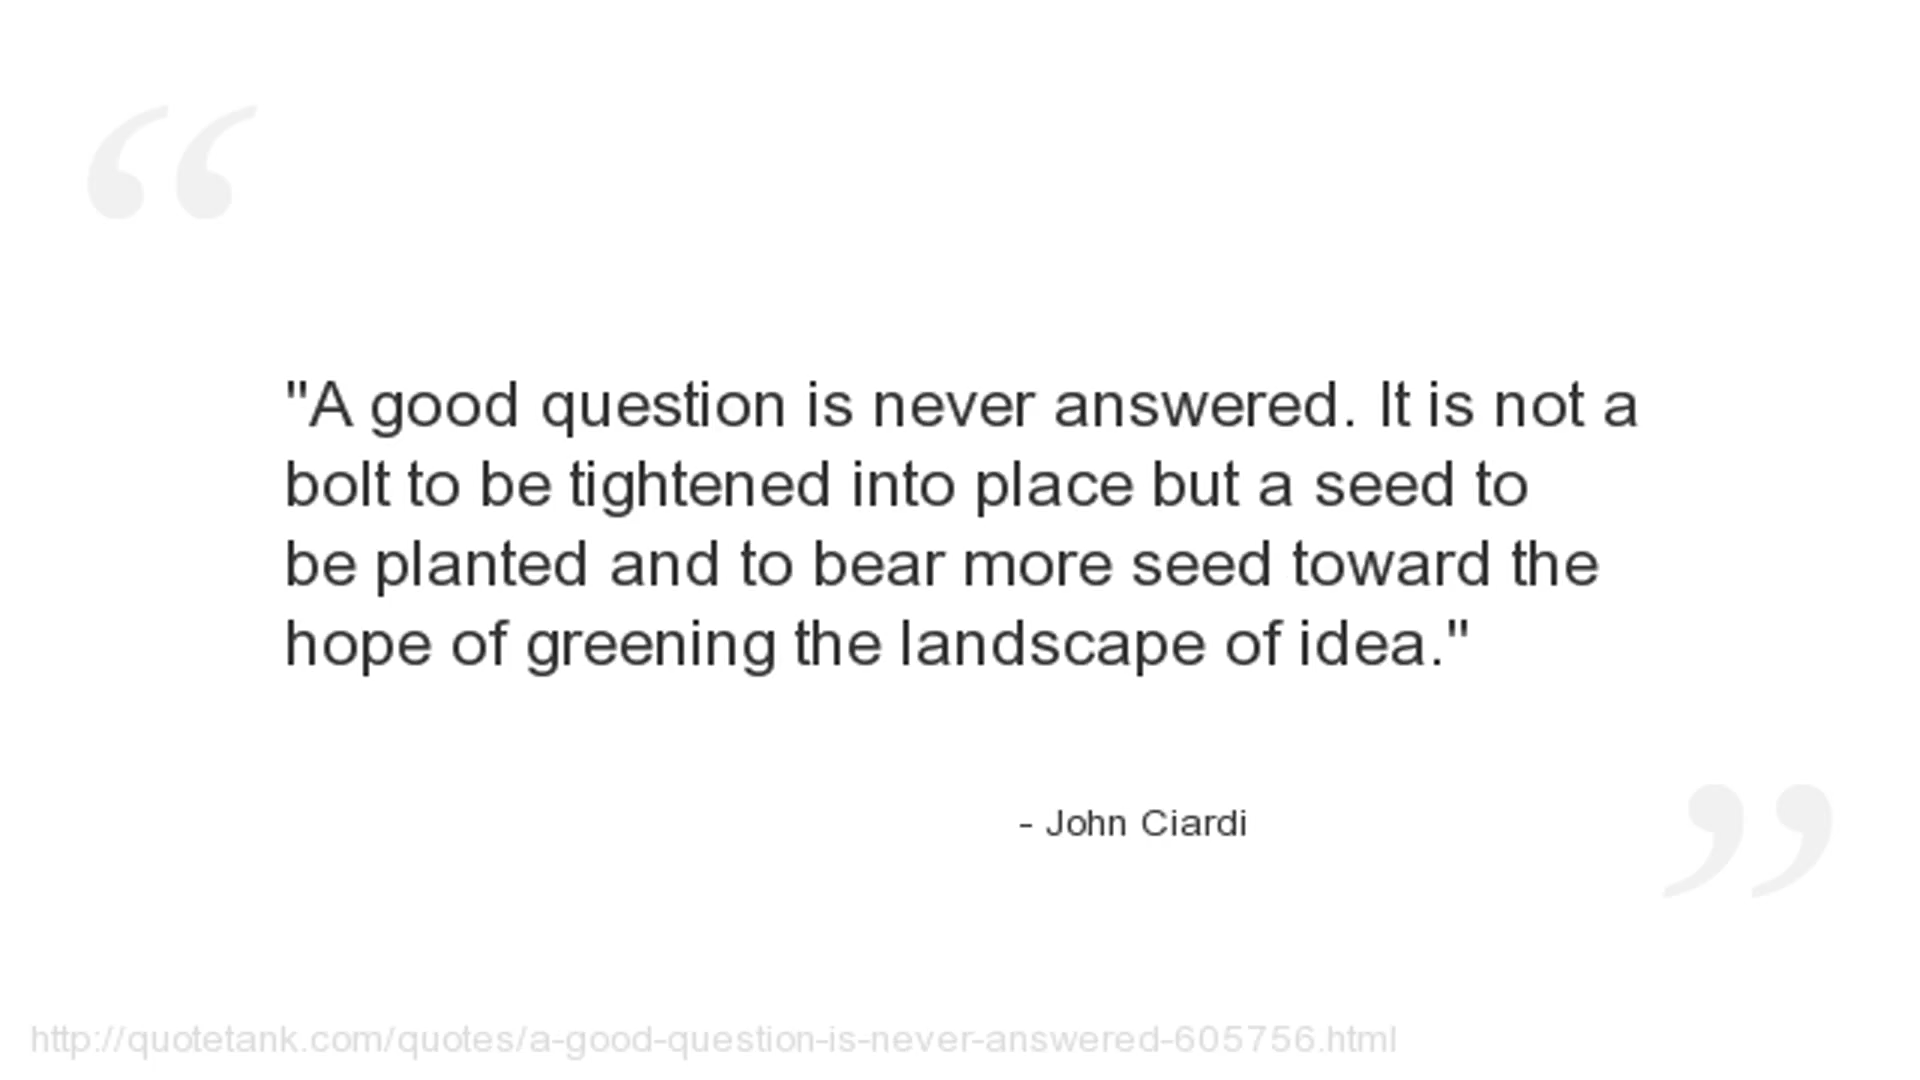 "A good question is never answered. It is not a
bolt to be tightened into place but a seed to
be planted and to bear more seed toward the
hope of greening the landscape of idea."
- John Ciardi
http://quotetank.com/quotes/a-good-question-is-never-answered-605756.html